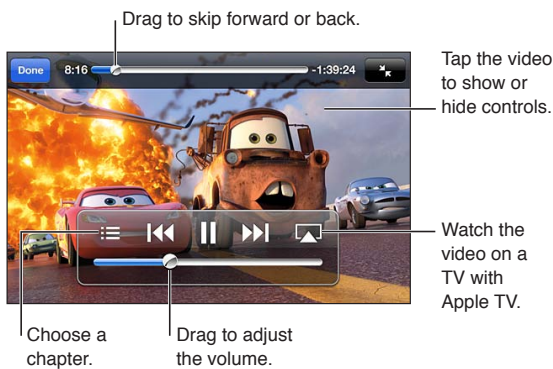 Drag to skip forward or back.
Done 8:16 -1:39:24
Tap the video
to show or
hide controls.
Watch the
video on a
TV with
Apple TV.
Choose a
chapter.
Drag to adjust
the volume.